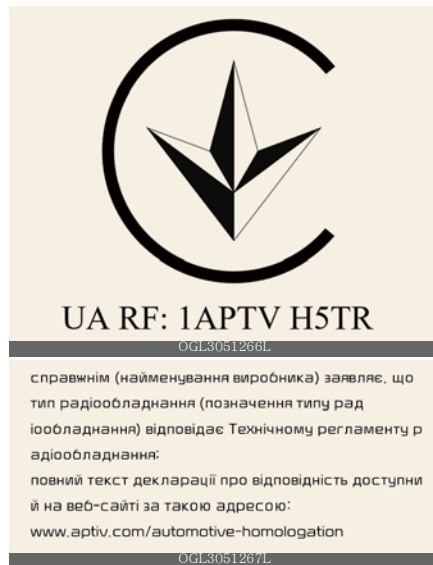 UA RF: 1APTV H5TR
OGL3051266L
справжнім (найменування виробника) заявляє, що
тип радіообладнання (позначення типу рад
іообладнання) відповідає Технічному регламенту р
адіообладнання:
повний текст декларації про відповідність доступни
й на веб-сайті за такою адресою:
www.aptiv.com/automotive-homologation
OGL3051267L